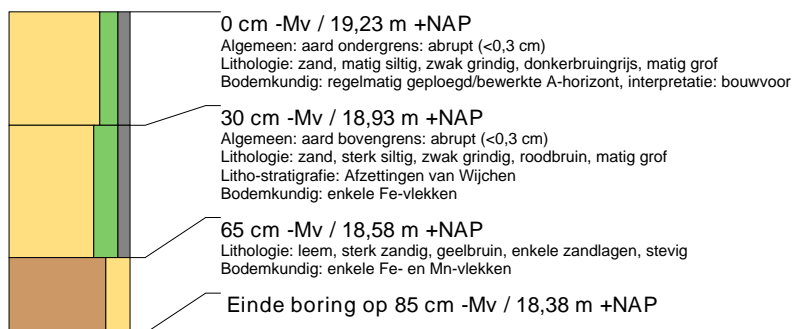 0 cm -Mv / 19,23 m +NAP
Algemeen: aard ondergrens: abrupt (<0,3 cm)
Lithologie: zand, matig siltig, zwak grindig, donkerbruingrijs, matig grof
Bodemkundig: regelmatig geploegd/bewerkte A-horizont, interpretatie: bouwvoor
30 cm -Mv / 18,93 m +NAP
Algemeen: aard bovengrens: abrupt (<0,3 cm)
Lithologie: zand, sterk siltig, zwak grindig, roodbruin, matig grof
Litho-stratigrafie: Afzettingen van Wijchen
Bodemkundig: enkele Fe-vlekken
65 cm -Mv / 18,58 m +NAP
Lithologie: leem, sterk zandig, geelbruin, enkele zandlagen, stevig
Bodemkundig: enkele Fe- en Mn-vlekken
Einde boring op 85 cm -Mv / 18,38 m +NAP